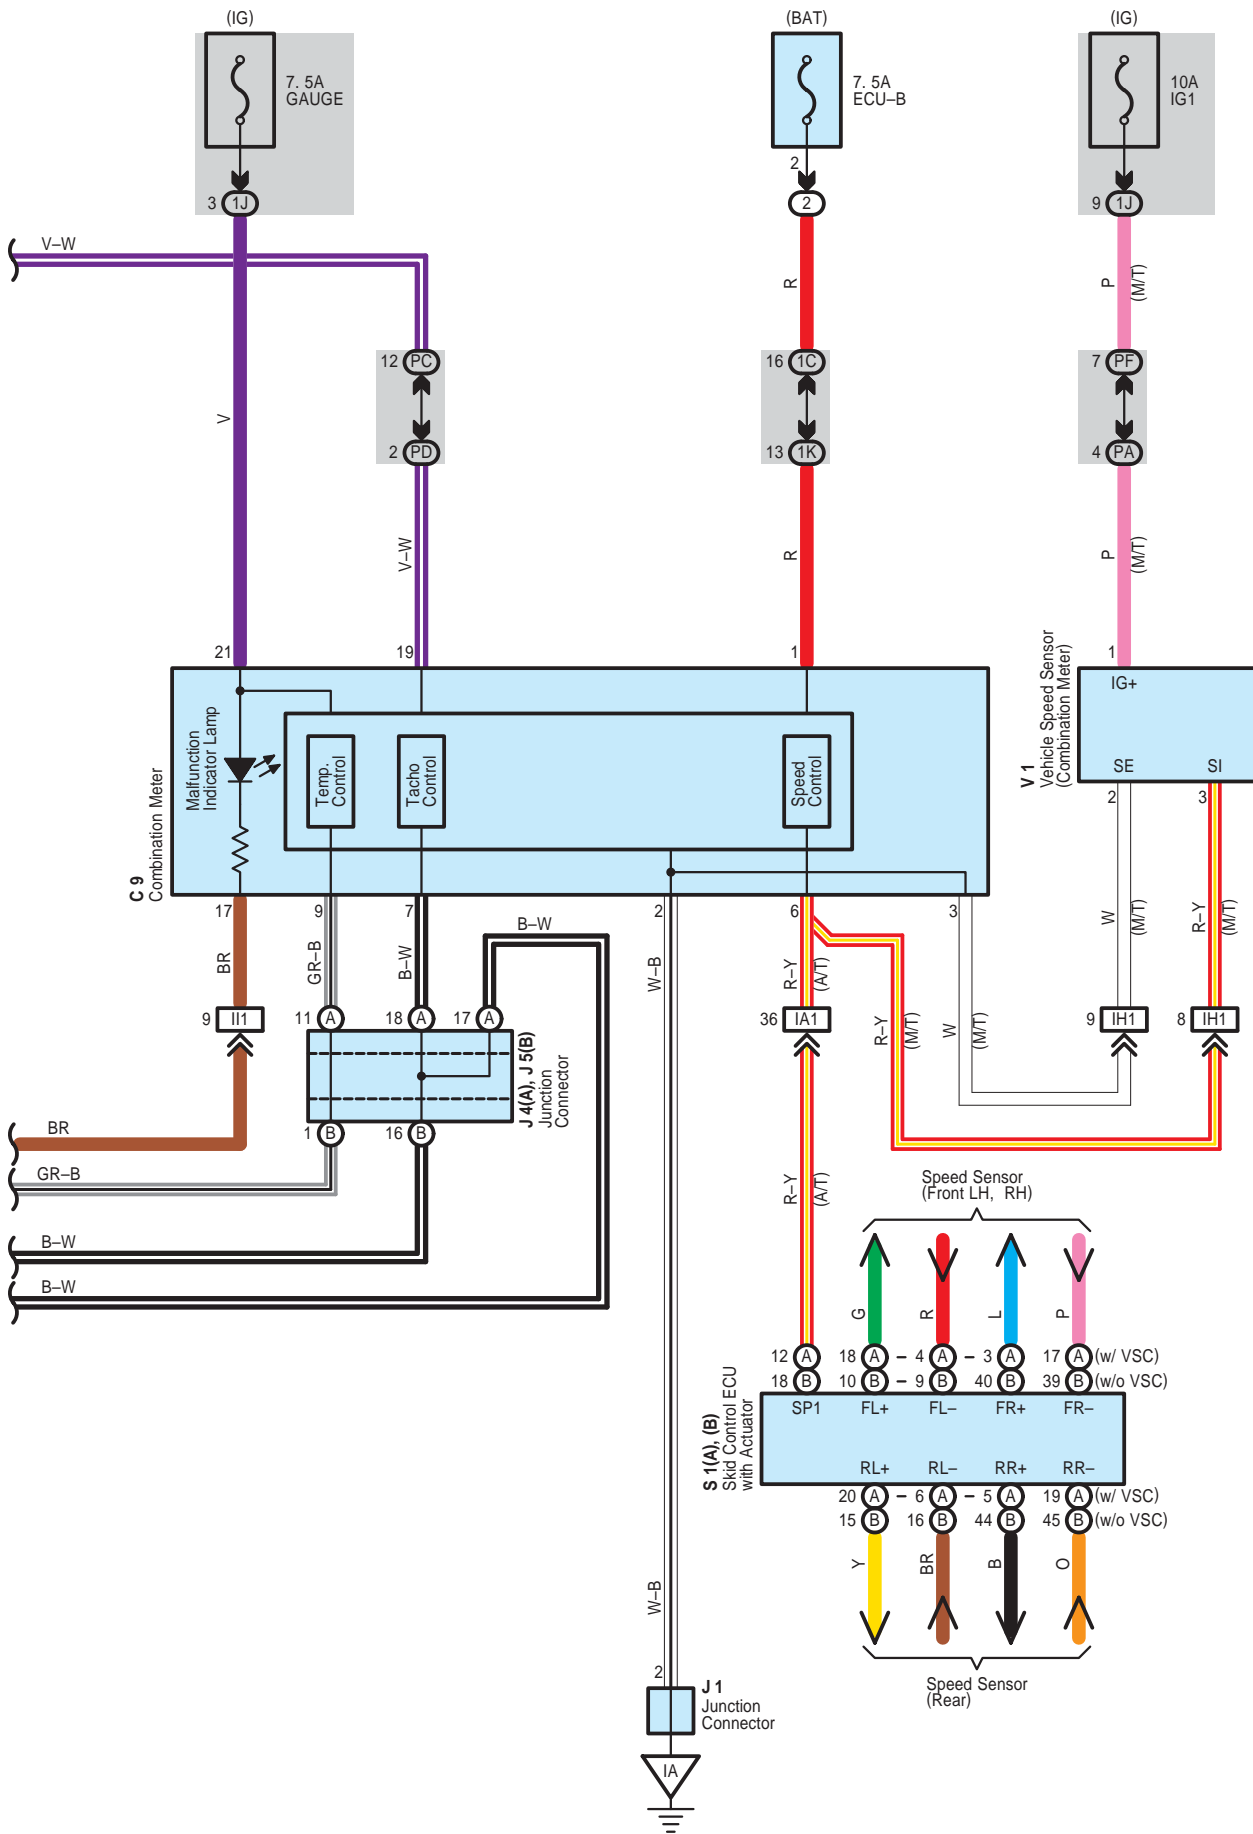 (IG)
(BAT)
(IG)
7. 5A
GAUGE
7. 5A
ECU–B
10A
IG1
2
3 1J
2
9 1J
V–W
R
P
(M/T)
12 PC
16 1C
7 PF
V
2 PD
13 1K
4 PA
V–W
R
P
(M/T)
21
19
1
1
V 1
Vehicle Speed Sensor
(Combination Meter)
IG+
SE
SI
C 9
Combination Meter
Malfunction
Indicator Lamp
Temp.
Control
Tacho
Control
Speed
Control
2
3
17
9
7
2
6
3
B–W
BR
GR–B
B–W
W–B
R–Y
(A/T)
W
(M/T)
R–Y
(M/T)
9 II1
11 A
18 A
17 A
36 IA1
R–Y
(M/T)
W
(M/T)
9 IH1
8 IH1
J 4(A), J 5(B)
Junction
Connector
BR
1 B
16 B
GR–B
R–Y
(A/T)
Speed Sensor
(Front LH, RH)
B–W
B–W
G
R
L
P
12 A
18 A – 4 A – 3 A
17 A (w/ VSC)
18 B
10 B – 9 B
40 B
39 B (w/o VSC)
S 1(A), (B)
Skid Control ECU
with Actuator
SP1
FL+
FL–
FR+
FR–
RL+
RL–
RR+
RR–
20 A – 6 A – 5 A
19 A (w/ VSC)
15 B
16 B
44 B
45 B (w/o VSC)
Y
BR
B
O
W–B
Speed Sensor
(Rear)
2
J 1
Junction
Connector
IA